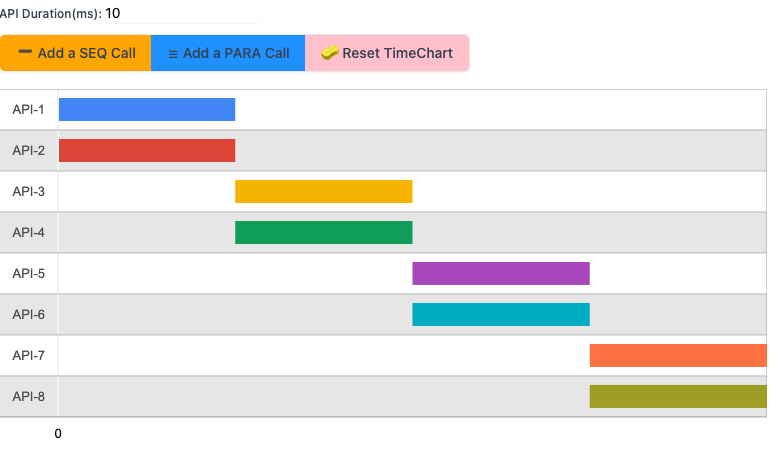 API Duration(ms): 10
Add a SEQ Call
Add a PARA Call
Reset TimeChart
API-1
API-2
API-3
API-4
API-5
API-6
API-7
API-8
0